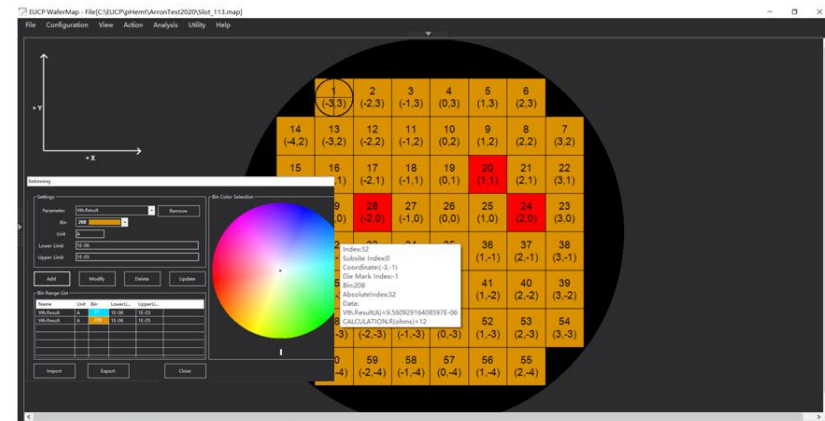 EUCP WaferMap - File[C:\EUCP\pHemt\ArronTest2020\Slot_113.map]
File Configuration View Action Analysis Utility Help
+ Y
+ X
1 2 3 4 5 6
(-3,3) (-2,3) (-1,3) (0,3) (1,3) (2,3)
14 13 12 11 10 9 8 7
(-4,2) (-3,2) (-2,2) (-1,2) (0,2) (1,2) (2,2) (3,2)
15 16 17 18 19 20 21 22
,1) (-2,1) (-1,1) (0,1) (1,1) (2,1) (3,1)
9 28 27 26 25 24 23
,0) (-2,0) (-1,0) (0,0) (1,0) (2,0) (3,0)
36 37 38
(1,-1) (2,-1) (3,-1)
41 40 39
(1,-2) (2,-2) (3,-2)
52 53 54
-3) (-2,-3) (-1,-3) (0,-3) (1,-3) (2,-3) (3,-3)
0 59 58 57 56 55
-4) (-2,-4) (-1,-4) (0,-4) (1,-4) (2,-4)
Rebinning
Settings
Parameter Vth.Result Remove
Bin 208
Unit A
Lower Limit 1E-06
Upper Limit 1E-05
Add Modify Delete Update
Bin Range List
Name Unit Bin LowerLi... UpperLi...
Vth.Result A 1E-06 1E-05
Vth.Result A 208 1E-06 1E-05
Import Export Close
Bin Color Selection
Index:32
Subsite Index:0
Coordinate(-3,-1)
Die Mark Index:-1
Bin:208
AbsoluteIndex:32
Data:
Vth.Result(A)=9.56092916408597E-06
CALCULATION.R(ohms)=12